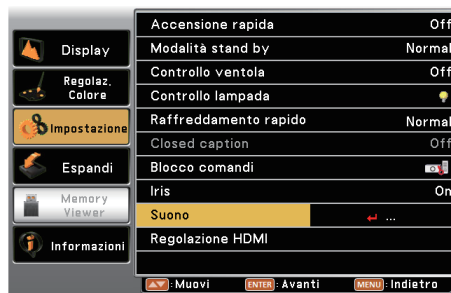 Display
Regolaz.
Colore
Impostazione
Espandi
Memory
Viewer
Informazioni
Accensione rapida Off
Modalità stand by Normal
Controllo ventola Off
Controllo lampada
Raffreddamento rapido Normal
Closed caption Off
Blocco comandi
Iris On
Suono ...
Regolazione HDMI
:Muovi ENTER :Avanti MENU :Indietro